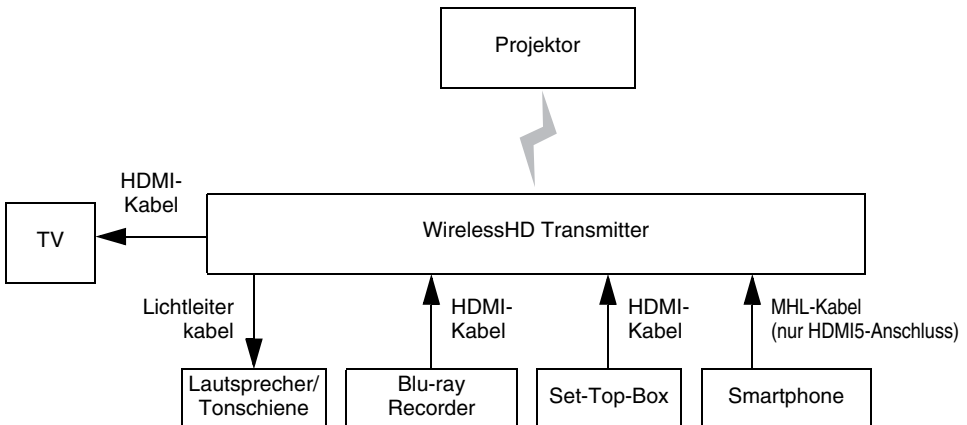 Projektor
HDMI-
Kabel
TV
WirelessHD Transmitter
Lichtleiter
kabel
HDMI-
Kabel
HDMI-
Kabel
MHL-Kabel
(nur HDMI5-Anschluss)
Lautsprecher/
Tonschiene
Blu-ray
Recorder
Set-Top-Box
Smartphone